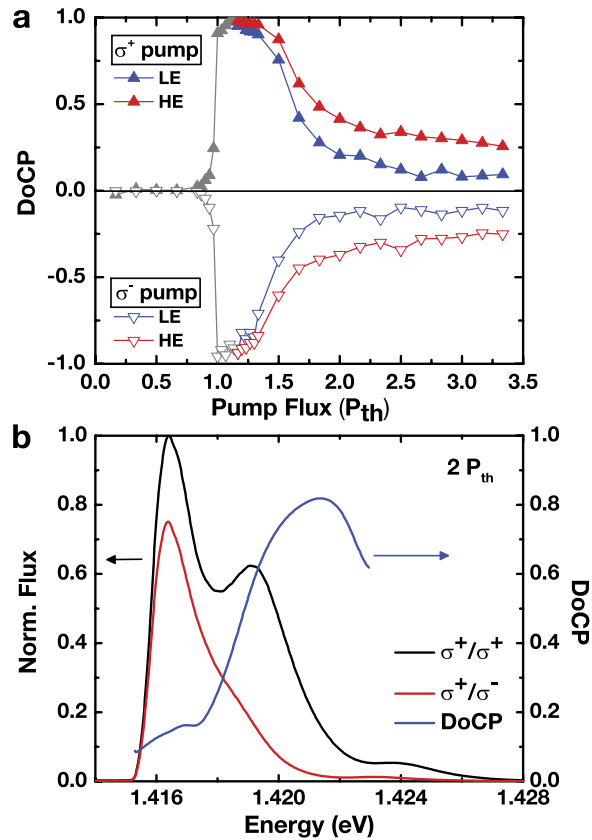 a
1.0
0.5
0.0
-0.5
-1.0
DoCP
σ+ pump
LE
HE
σ- pump
LE
HE
0.0 0.5 1.0 1.5 2.0 2.5 3.0 3.5
Pump Flux (Pth)
b
1.0
0.8
0.6
0.4
0.2
0.0
Norm. Flux
2 Pth
σ+/σ+
σ+/σ-
DoCP
1.0
0.8
0.6
0.4
0.2
0.0
DoCP
1.416 1.420 1.424 1.428
Energy (eV)